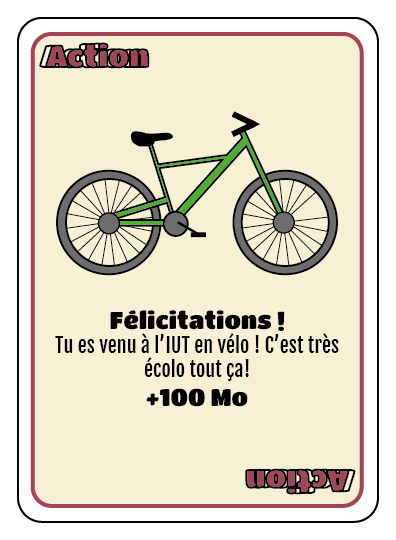 Action
Félicitations !
Tu es venu à l'IUT en vélo ! C'est très
écolo tout ça!
+100 Mo
Action